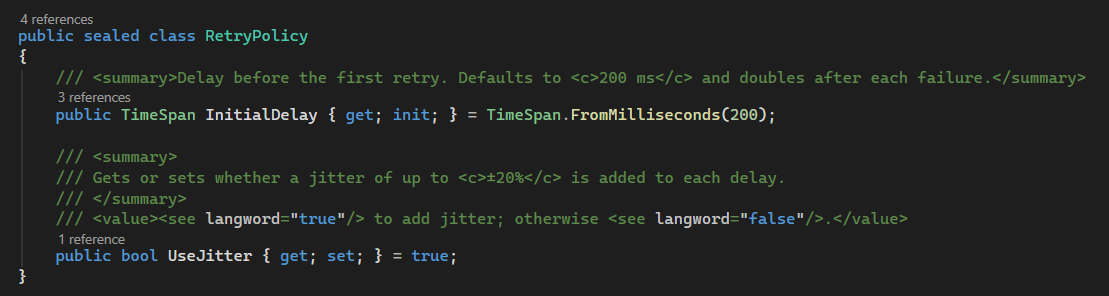 4 references
public sealed class RetryPolicy
{
/// <summary>Delay before the first retry. Defaults to <c>200 ms</c> and doubles after each failure.</summary>
3 references
public TimeSpan InitialDelay { get; init; } = TimeSpan.FromMilliseconds(200);
/// <summary>
/// Gets or sets whether a jitter of up to <c>±20%</c> is added to each delay.
/// </summary>
/// <value><see langword="true"/> to add jitter; otherwise <see langword="false"/>.</value>
1 reference
public bool UseJitter { get; set; } = true;
}